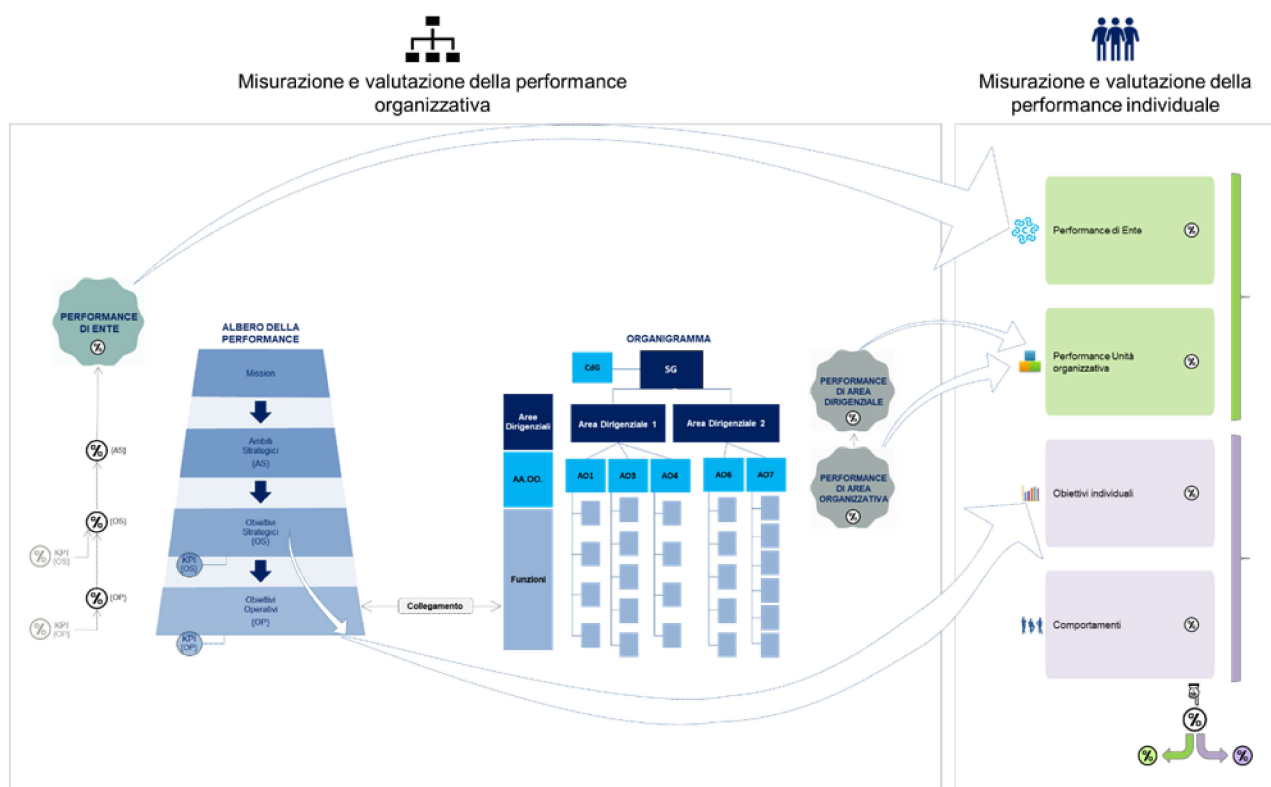 Misurazione e valutazione della performance
organizzativa
Misurazione e valutazione della
performance individuale
PERFORMANCE
DI ENTE
%
% (AS)
% (OS)
% KPI
(OS)
% (OP)
% KPI
(OP)
ALBERO DELLA
PERFORMANCE
Mission
Ambiti
Strategici
(AS)
Obiettivi
Strategici
(OS)
KPI
(OS)
Obiettivi
Operativi
(OP)
KPI
(OP)
Collegamento
ORGANIGRAMMA
CdG
SG
Aree
Dirigenziali
Area Dirigenziale 1
Area Dirigenziale 2
AA.OO.
AO1
AO3
AO4
AO6
AO7
Funzioni
PERFORMANCE
DI AREA
DIRIGENZIALE
%
PERFORMANCE
DI AREA
ORGANIZZATIVA
%
Performance di Ente
%
Performance Unità
organizzativa
%
Obiettivi individuali
%
Comportamenti
%
%
%
%